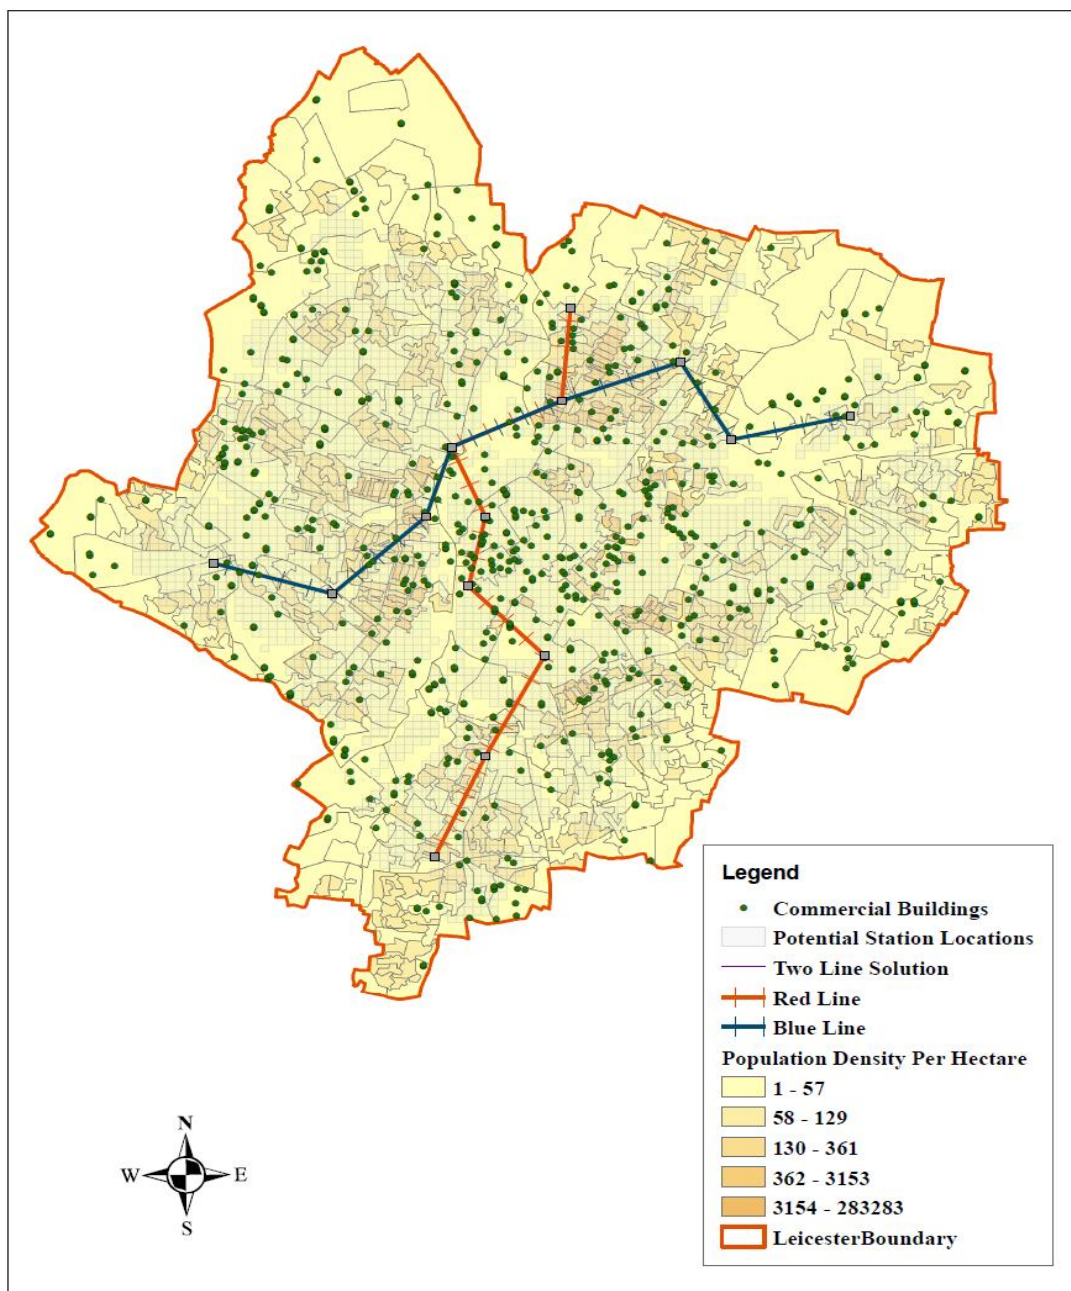 Legend
Commercial Buildings
Potential Station Locations
Two Line Solution
Red Line
Blue Line
Population Density Per Hectare
1 - 57
58 - 129
130 - 361
362 - 3153
3154 - 283283
LeicesterBoundary
N
W E
S